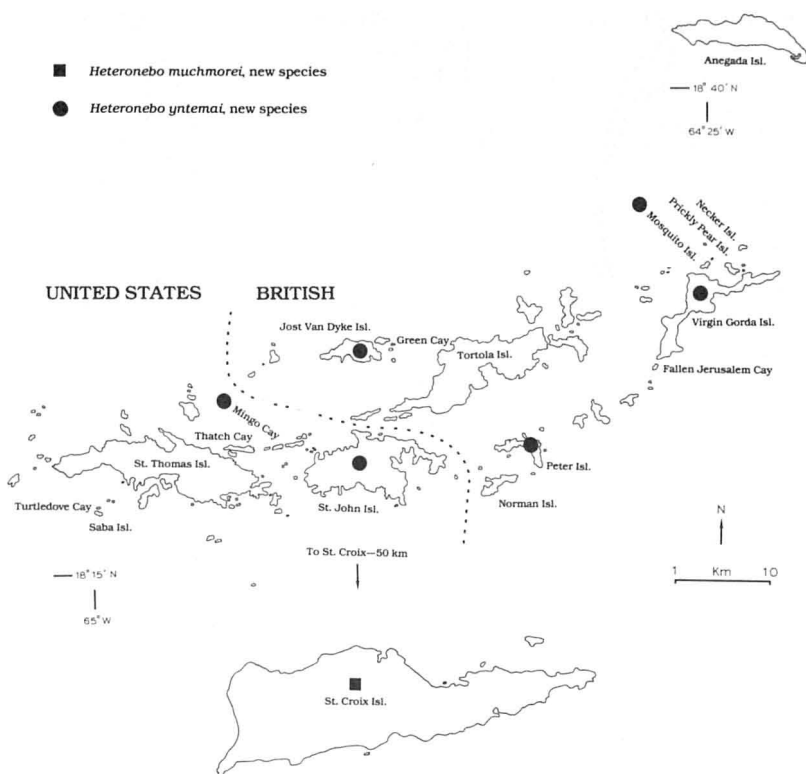 Anegada Isl.
Heteronebo muchmorei, new species
18° 40' N
Heteronebo yntemai, new species
64° 25' W
Necker Isl.
Prickly Pear Isl.
Mosquito Isl.
UNITED STATES
BRITISH
Virgin Gorda Isl.
Jost Van Dyke Isl.
Green Cay
Tortola Isl.
Fallen Jerusalem Cay
Mingo Cay
Thatch Cay
St. Thomas Isl.
Peter Isl.
Turtledove Cay
St. John Isl.
Norman Isl.
Saba Isl.
N
To St. Croix—50 km
18° 15' N
1 Km 10
65° W
St. Croix Isl.